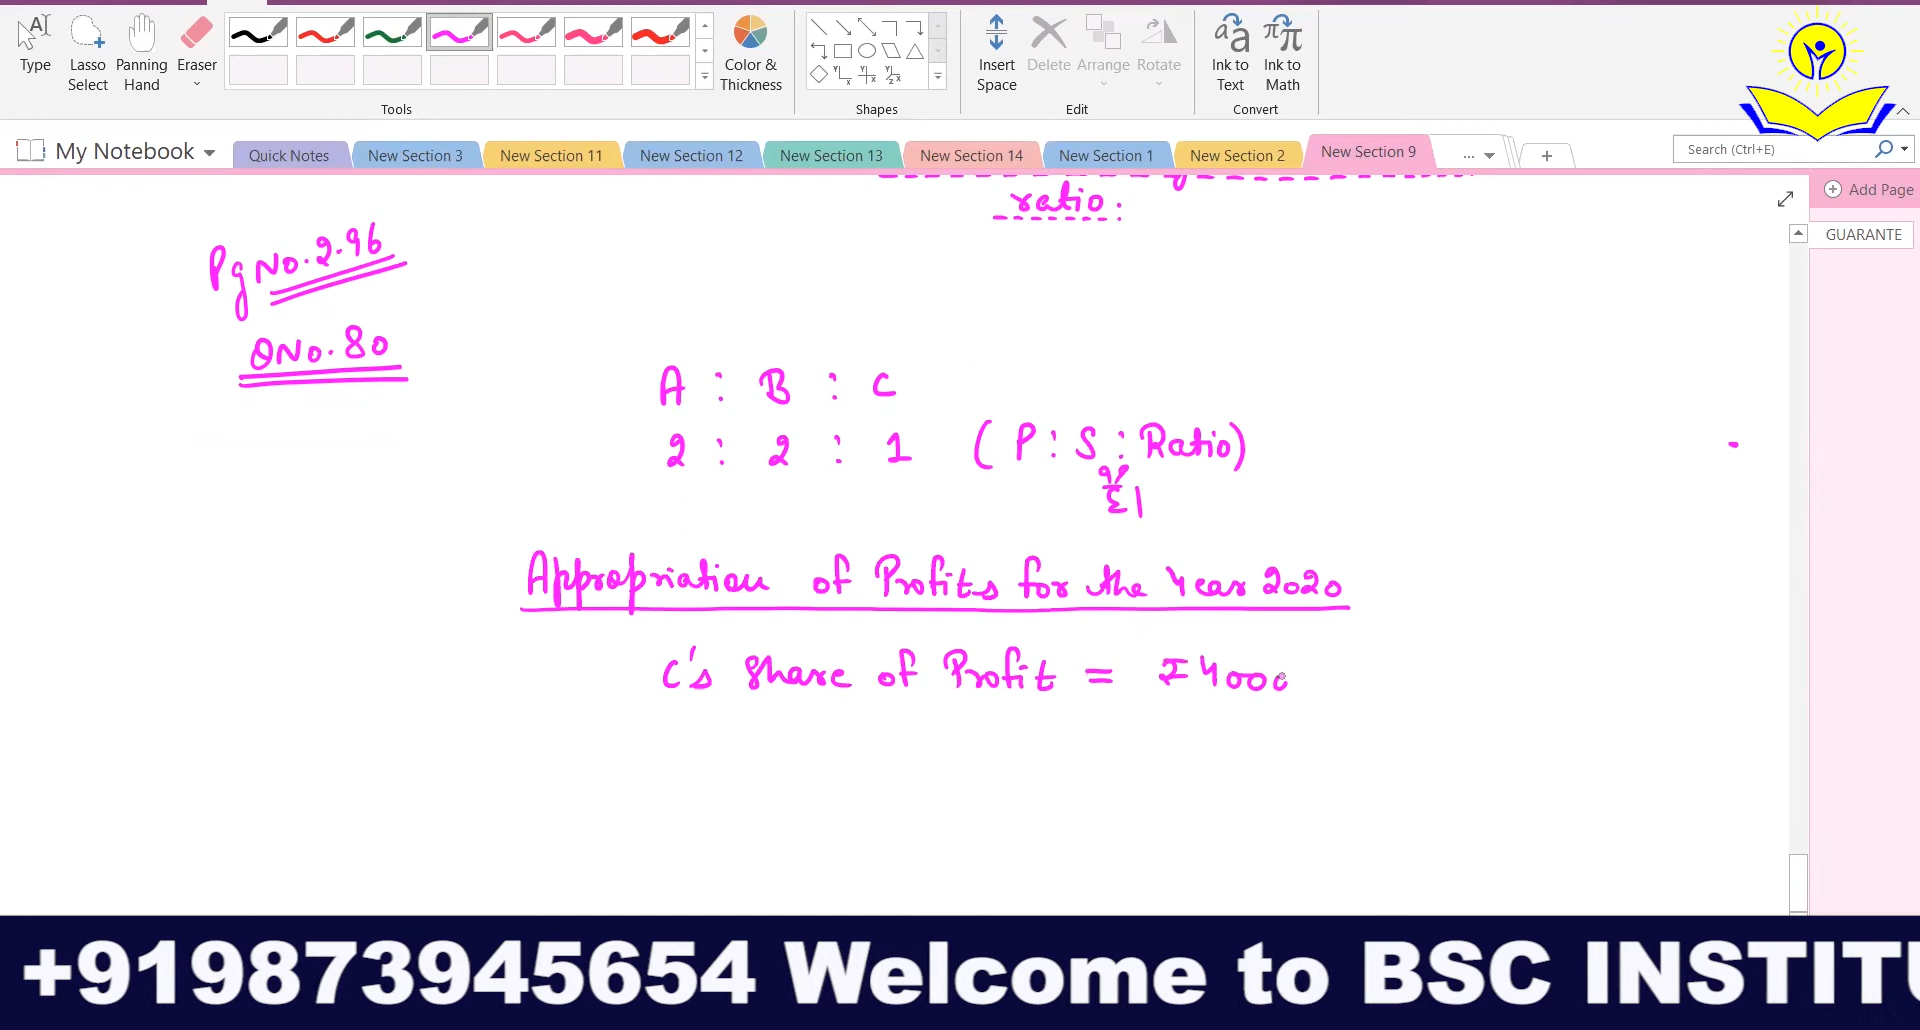 Type
Lasso Select
Panning Hand
Eraser
Tools
Color & Thickness
Shapes
Insert Space
Delete
Arrange
Rotate
Edit
Ink to Text
Ink to Math
Convert
My Notebook
Quick Notes
New Section 3
New Section 11
New Section 12
New Section 13
New Section 14
New Section 1
New Section 2
New Section 9
...
Search (Ctrl+E)
Add Page
GUARANTE
ratio.
Pg No. 2.96
QNo. 80
A : B : C
2 : 2 : 1 (P : S : Ratio)
Appropriation of Profits for the Year 2020
C's Share of Profit = ₹4000
+919873945654 Welcome to BSC INSTITU